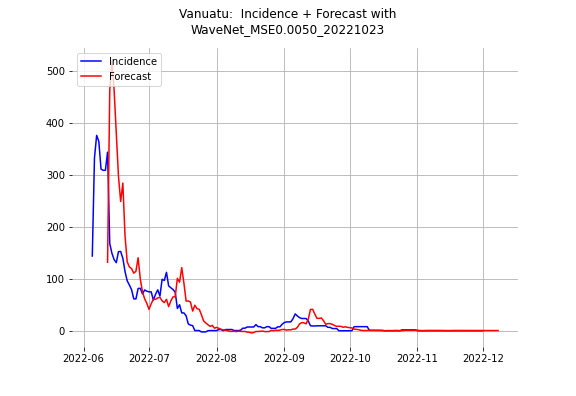 Vanuatu:  Incidence + Forecast with
WaveNet_MSE0.0050_20221023
Incidence
Forecast
500
400
300
200
100
0
2022-06 2022-07 2022-08 2022-09 2022-10 2022-11 2022-12